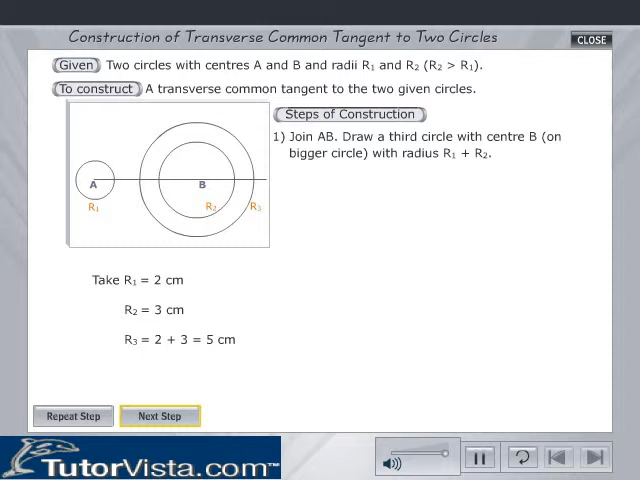 Construction of Transverse Common Tangent to Two Circles
CLOSE
Given Two circles with centres A and B and radii R₁ and R₂ (R₂ > R₁).
To construct A transverse common tangent to the two given circles.
Steps of Construction
1) Join AB. Draw a third circle with centre B (on
bigger circle) with radius R₁ + R₂.
A B
R₁ R₂ R₃
Take R₁ = 2 cm
R₂ = 3 cm
R₃ = 2 + 3 = 5 cm
Repeat Step Next Step
TutorVista.com™